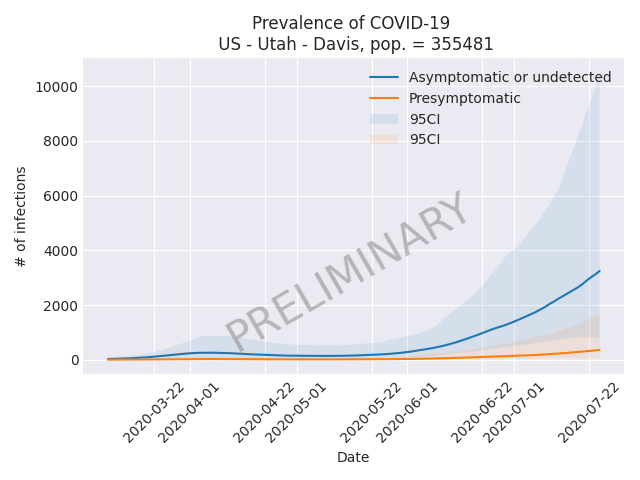 Prevalence of COVID-19
US - Utah - Davis, pop. = 355481
Asymptomatic or undetected
Presymptomatic
95CI
95CI
10000
8000
6000
4000
2000
0
# of infections
PRELIMINARY
2020-03-22
2020-04-01
2020-04-22
2020-05-01
2020-05-22
2020-06-01
2020-06-22
2020-07-01
2020-07-22
Date